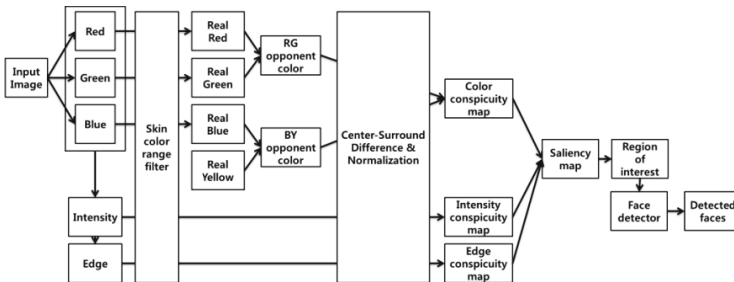 Input
Image
Red
Green
Blue
Intensity
Edge
Skin
color
range
filter
Real
Red
Real
Green
Real
Blue
Real
Yellow
RG
opponent
color
BY
opponent
color
Center-Surround
Difference &
Normalization
Color
conspicuity
map
Intensity
conspicuity
map
Edge
conspicuity
map
Saliency
map
Region
of
interest
Face
detector
Detected
faces